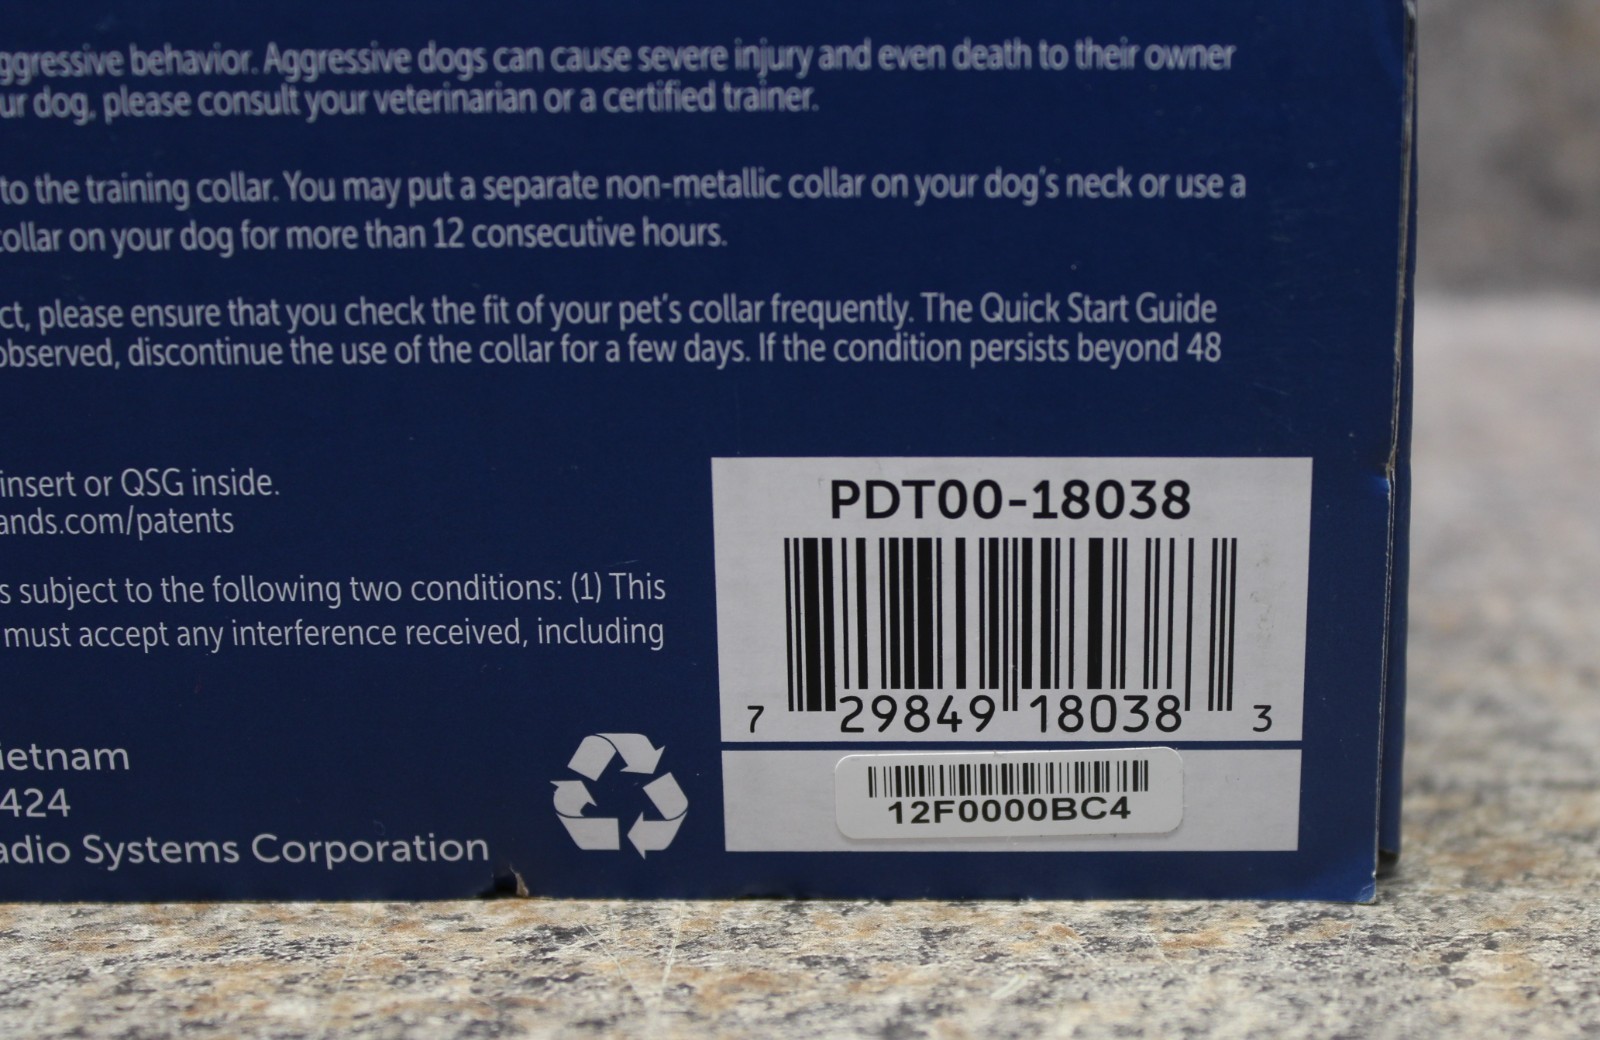 ggressive behavior. Aggressive dogs can cause severe injury and even death to their owner
ur dog, please consult your veterinarian or a certified trainer.
to the training collar. You may put a separate non-metallic collar on your dog's neck or use a
collar on your dog for more than 12 consecutive hours.
ct, please ensure that you check the fit of your pet's collar frequently. The Quick Start Guide
observed, discontinue the use of the collar for a few days. If the condition persists beyond 48
insert or QSG inside.
ands.com/patents
s subject to the following two conditions: (1) This
must accept any interference received, including
ietnam
424
adio Systems Corporation
PDT00-18038
7 29849 18038 3
12F0000BC4